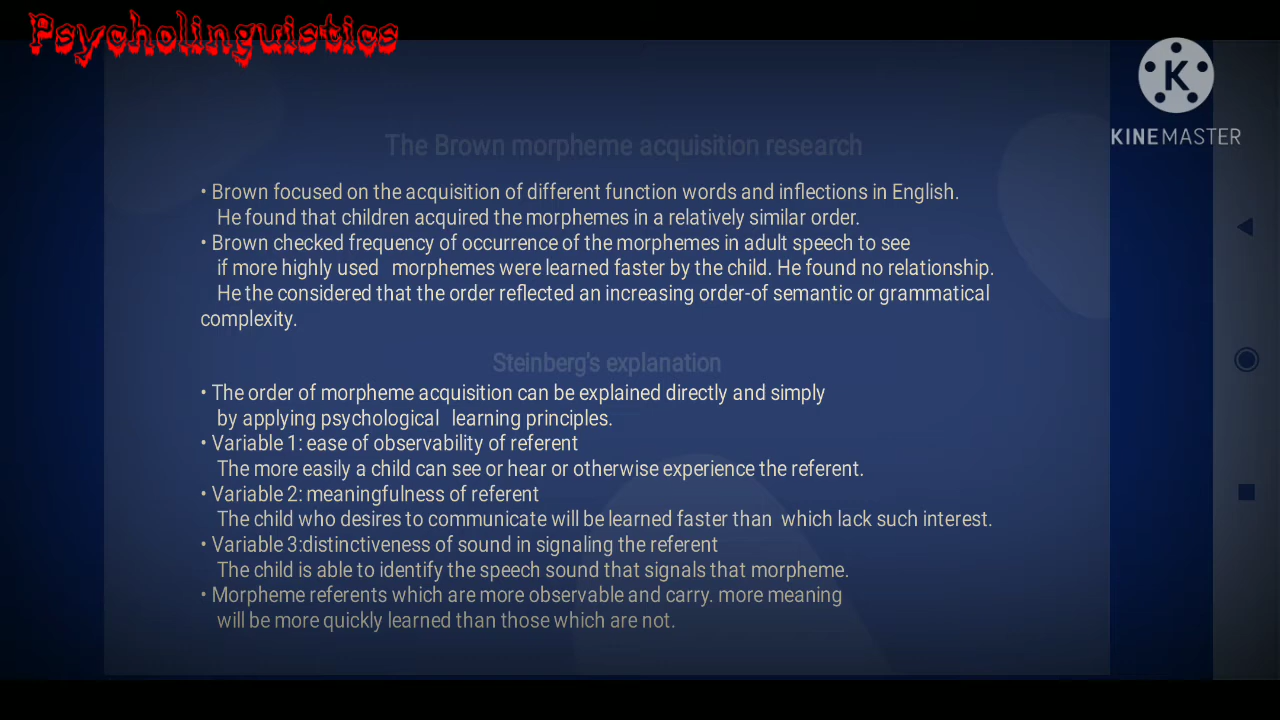 Psycholinguistics
K
KINEMASTER
The Brown morpheme acquisition research
• Brown focused on the acquisition of different function words and inflections in English.
He found that children acquired the morphemes in a relatively similar order.
• Brown checked frequency of occurrence of the morphemes in adult speech to see
if more highly used morphemes were learned faster by the child. He found no relationship.
He the considered that the order reflected an increasing order-of semantic or grammatical
complexity.
Steinberg's explanation
• The order of morpheme acquisition can be explained directly and simply
by applying psychological learning principles.
• Variable 1: ease of observability of referent
The more easily a child can see or hear or otherwise experience the referent.
• Variable 2: meaningfulness of referent
The child who desires to communicate will be learned faster than which lack such interest.
• Variable 3:distinctiveness of sound in signaling the referent
The child is able to identify the speech sound that signals that morpheme.
• Morpheme referents which are more observable and carry. more meaning
will be more quickly learned than those which are not.